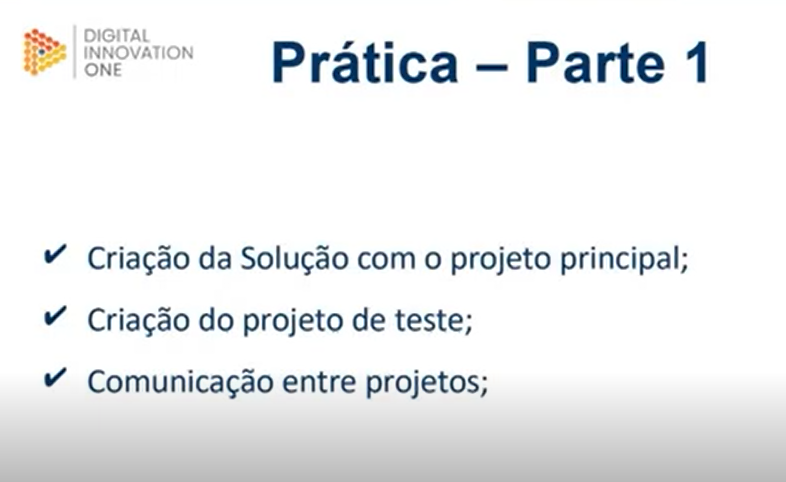 DIGITAL
INNOVATION
ONE
Prática – Parte 1
✔ Criação da Solução com o projeto principal;
✔ Criação do projeto de teste;
✔ Comunicação entre projetos;